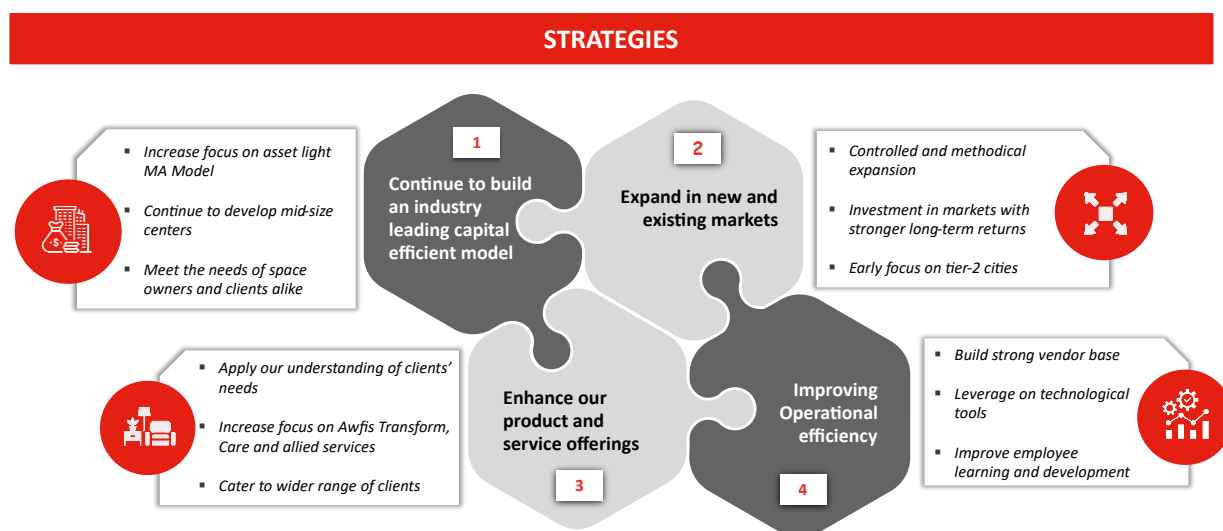 STRATEGIES
▪ Increase focus on asset light
MA Model
▪ Continue to develop mid-size
centers
▪ Meet the needs of space
owners and clients alike
1
Continue to build
an industry
leading capital
efficient model
2
Expand in new and
existing markets
▪ Controlled and methodical
expansion
▪ Investment in markets with
stronger long-term returns
▪ Early focus on tier-2 cities
▪ Apply our understanding of clients’
needs
▪ Increase focus on Awfis Transform,
Care and allied services
▪ Cater to wider range of clients
Enhance our
product and
service offerings
3
Improving
Operational
efficiency
4
▪ Build strong vendor base
▪ Leverage on technological
tools
▪ Improve employee
learning and development